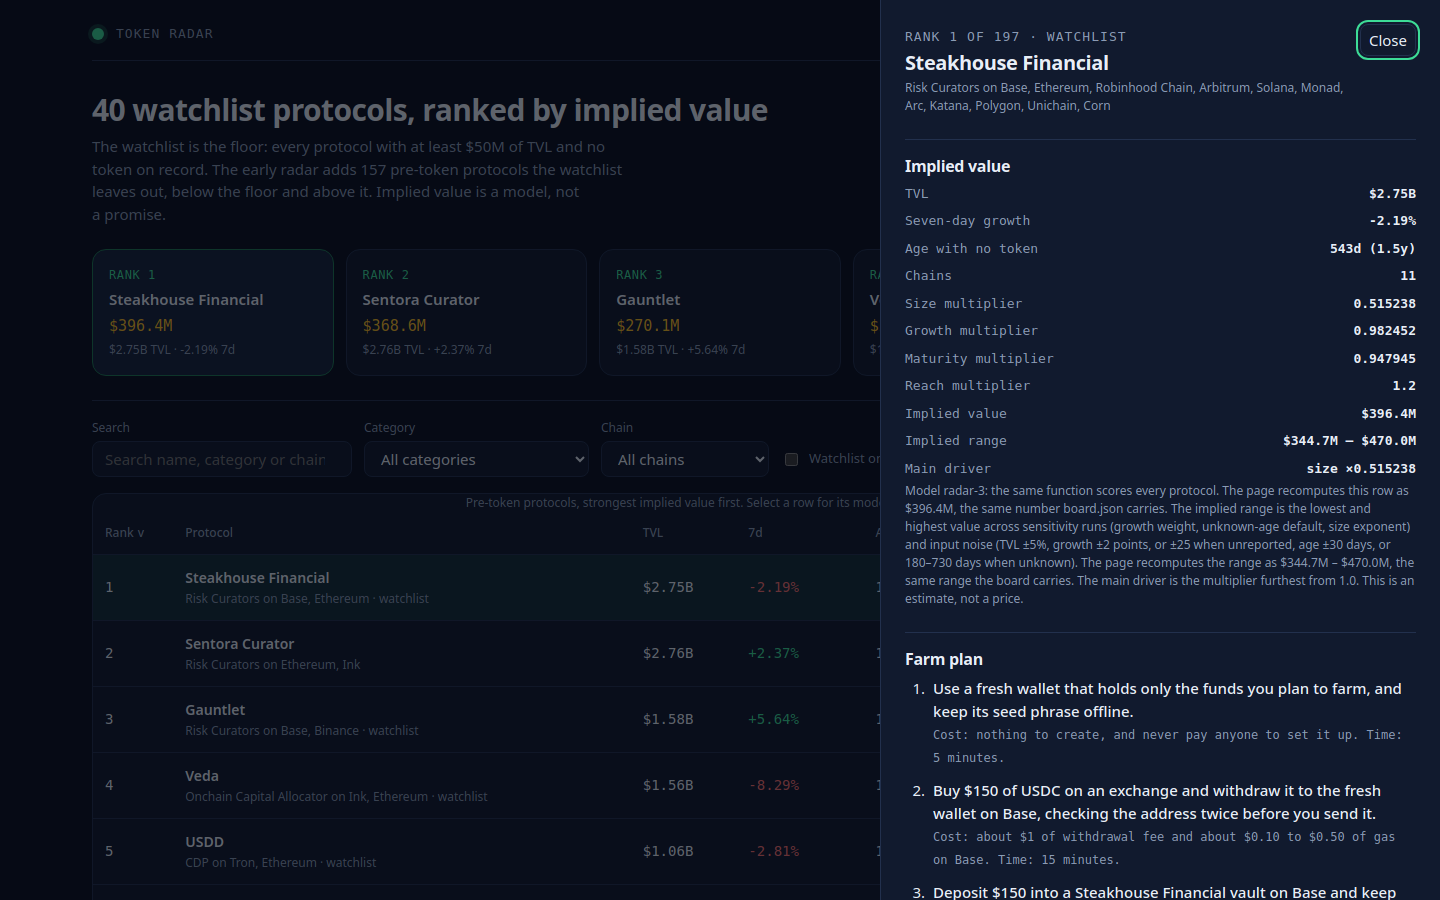 TOKEN RADAR
40 watchlist protocols, ranked by implied value
The watchlist is the floor: every protocol with at least $50M of TVL and no
token on record. The early radar adds 157 pre-token protocols the watchlist
leaves out, below the floor and above it. Implied value is a model, not
a promise.
RANK 1
Steakhouse Financial
$396.4M
$2.75B TVL · -2.19% 7d
RANK 2
Sentora Curator
$368.6M
$2.76B TVL · +2.37% 7d
RANK 3
Gauntlet
$270.1M
$1.58B TVL · +5.64% 7d
Search
Search name, category or chain
Category
All categories
Chain
All chains
Watchlist
Pre-token protocols, strongest implied value first. Select a row for its
Rank v
Protocol
TVL
7d
1
Steakhouse Financial
Risk Curators on Base, Ethereum · watchlist
$2.75B
-2.19%
2
Sentora Curator
Risk Curators on Ethereum, Ink
$2.76B
+2.37%
3
Gauntlet
Risk Curators on Base, Binance · watchlist
$1.58B
+5.64%
4
Veda
Onchain Capital Allocator on Ink, Ethereum · watchlist
$1.56B
-8.29%
5
USDD
CDP on Tron, Ethereum · watchlist
$1.06B
-2.81%
RANK 1 OF 197 · WATCHLIST
Close
Steakhouse Financial
Risk Curators on Base, Ethereum, Robinhood Chain, Arbitrum, Solana, Monad,
Arc, Katana, Polygon, Unichain, Corn
Implied value
TVL $2.75B
Seven-day growth -2.19%
Age with no token 543d (1.5y)
Chains 11
Size multiplier 0.515238
Growth multiplier 0.982452
Maturity multiplier 0.947945
Reach multiplier 1.2
Implied value $396.4M
Implied range $344.7M – $470.0M
Main driver size ×0.515238
Model radar-3: the same function scores every protocol. The page recomputes this row as
$396.4M, the same number board.json carries. The implied range is the lowest and
highest value across sensitivity runs (growth weight, unknown-age default, size exponent)
and input noise (TVL ±5%, growth ±2 points, or ±25 when unreported, age ±30 days, or
180–730 days when unknown). The page recomputes the range as $344.7M – $470.0M, the
same range the board carries. The main driver is the multiplier furthest from 1.0. This is an
estimate, not a price.
Farm plan
1. Use a fresh wallet that holds only the funds you plan to farm, and
keep its seed phrase offline.
Cost: nothing to create, and never pay anyone to set it up. Time:
5 minutes.
2. Buy $150 of USDC on an exchange and withdraw it to the fresh
wallet on Base, checking the address twice before you send it.
Cost: about $1 of withdrawal fee and about $0.10 to $0.50 of gas
on Base. Time: 15 minutes.
3. Deposit $150 into a Steakhouse Financial vault on Base and keep